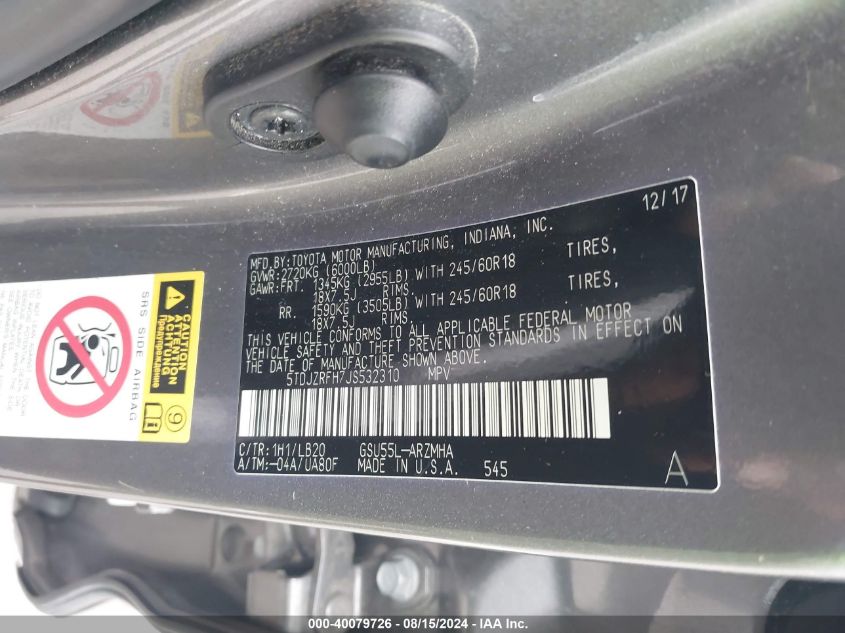 12/17
MFD.BY:TOYOTA MOTOR MANUFACTURING, INDIANA, INC.
GVWR:2720KG (6000LB)
GAWR:FRT. 1345KG (2955LB) WITH 245/60R18 TIRES,
18X7.5J RIMS,
RR. 1590KG (3505LB) WITH 245/60R18 TIRES,
18X7.5J RIMS.
THIS VEHICLE CONFORMS TO ALL APPLICABLE FEDERAL MOTOR
VEHICLE SAFETY AND THEFT PREVENTION STANDARDS IN EFFECT ON
THE DATE OF MANUFACTURE SHOWN ABOVE.
5TDJZRFH7JS532310 MPV
C/TR:1H1/LB20 GSU55L-ARZMHA
A/TM:-04A/UA80F MADE IN U.S.A. 545
A
SRS SIDE AIRBAG
CAUTION
ATTENTION
ACHTUNG
Предупреждение
9
000-40079726 - 08/15/2024 - IAA Inc.